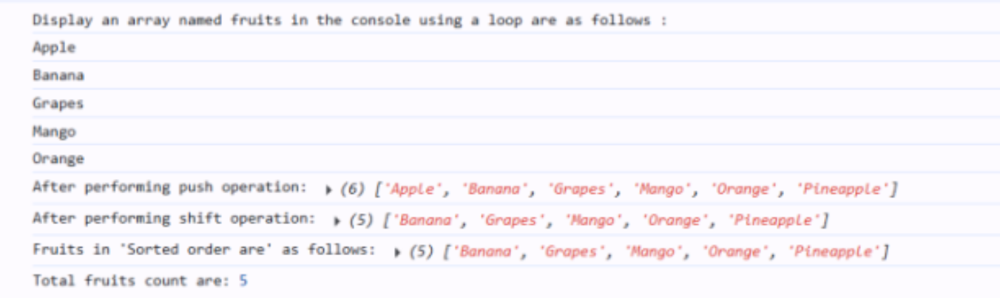 Display an array named fruits in the console using a loop are as follows :
Apple
Banana
Grapes
Mango
Orange
After performing push operation: ▸ (6) ['Apple', 'Banana', 'Grapes', 'Mango', 'Orange', 'Pineapple']
After performing shift operation: ▸ (5) ['Banana', 'Grapes', 'Mango', 'Orange', 'Pineapple']
Fruits in 'Sorted order are' as follows: ▸ (5) ['Banana', 'Grapes', 'Mango', 'Orange', 'Pineapple']
Total fruits count are: 5